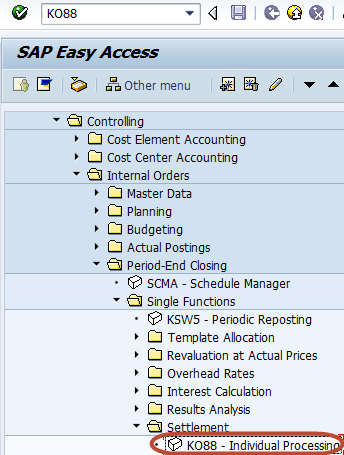 KO88
SAP Easy Access
Other menu
Controlling
Cost Element Accounting
Cost Center Accounting
Internal Orders
Master Data
Planning
Budgeting
Actual Postings
Period-End Closing
SCMA - Schedule Manager
Single Functions
KSW5 - Periodic Reposting
Template Allocation
Revaluation at Actual Prices
Overhead Rates
Interest Calculation
Results Analysis
Settlement
KO88 - Individual Processing